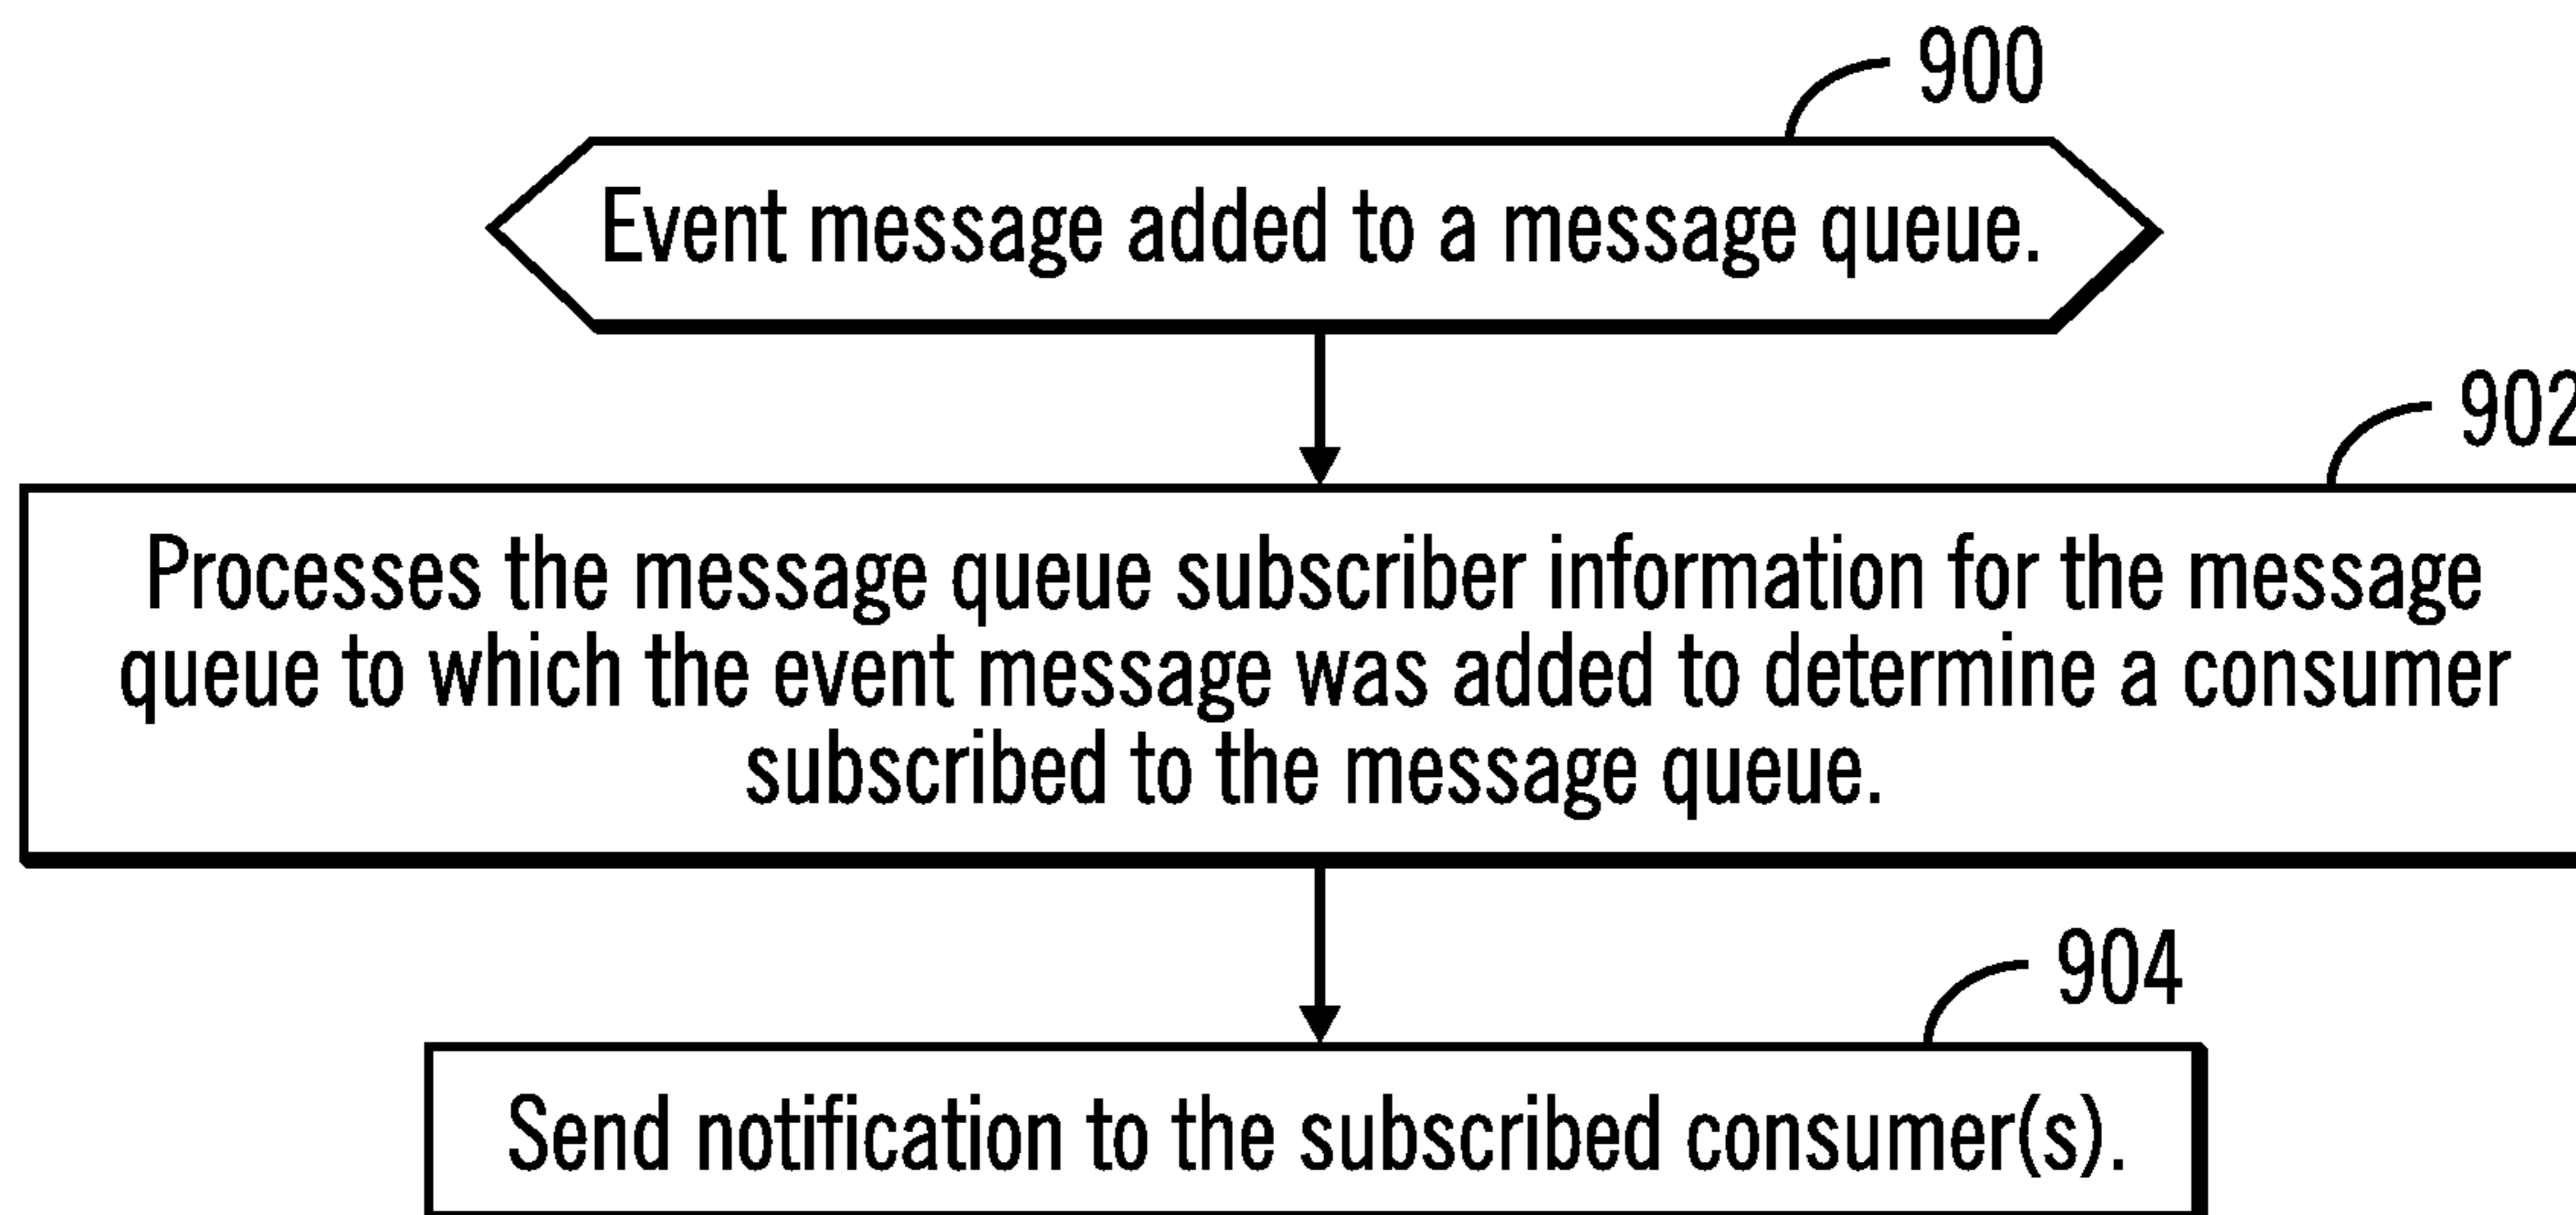 900
Event message added to a message queue.
902
Processes the message queue subscriber information for the message
queue to which the event message was added to determine a consumer
subscribed to the message queue.
904
Send notification to the subscribed consumer(s).